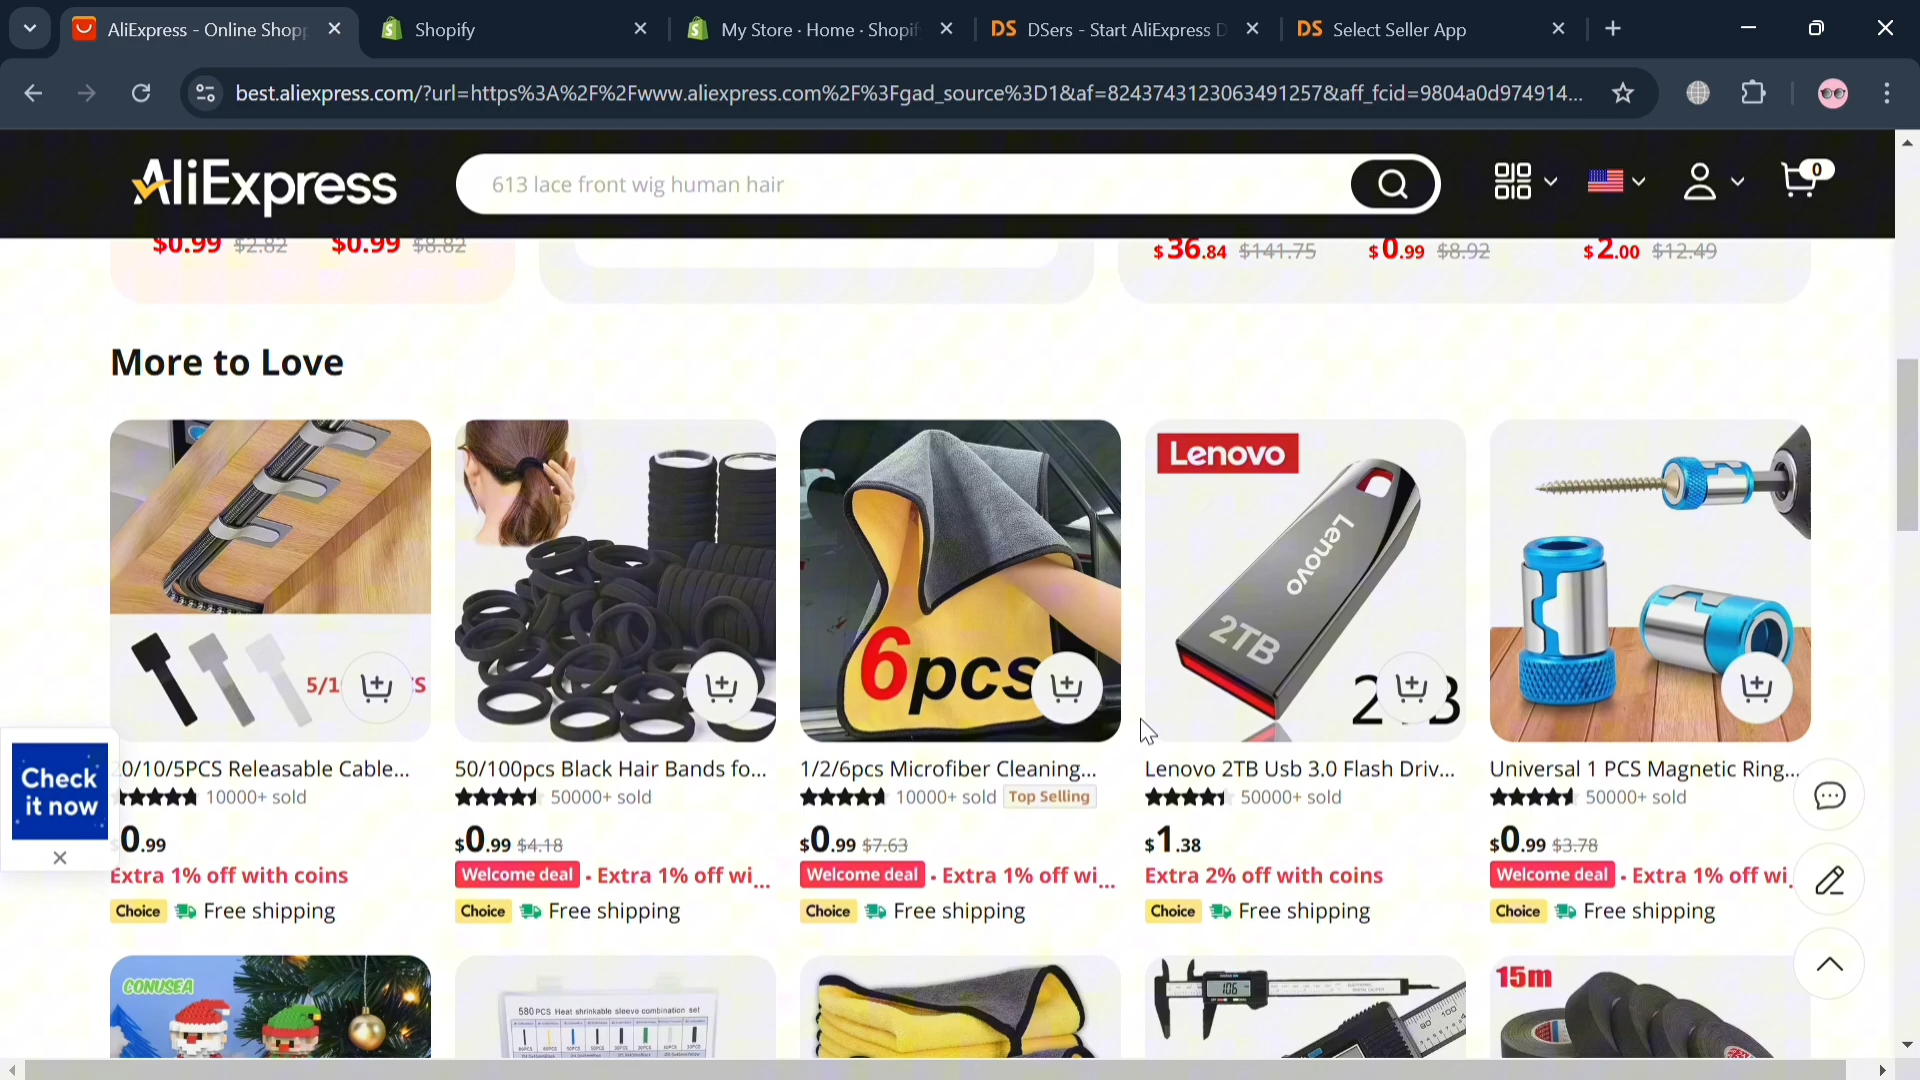 AliExpress - Online Shop
Shopify
My Store · Home · Shopif
DS DSers - Start AliExpress D
DS Select Seller App
best.aliexpress.com/?url=https%3A%2F%2Fwww.aliexpress.com%2F%3Fgad_source%3D1&af=8243743123063491257&aff_fcid=9804a0d974914...
AliExpress
613 lace front wig human hair
0
$0.99 $2.82 $0.99 $8.82
$36.84 $141.75 $0.99 $8.92 $2.00 $12.49
More to Love
5/1 S
6pcs
Lenovo
Lenovo
2TB
2 B
20/10/5PCS Releasable Cable...
10000+ sold
$0.99
Extra 1% off with coins
Choice Free shipping
50/100pcs Black Hair Bands fo...
50000+ sold
$0.99 $4.18
Welcome deal · Extra 1% off wi...
Choice Free shipping
1/2/6pcs Microfiber Cleaning...
10000+ sold Top Selling
$0.99 $7.63
Welcome deal · Extra 1% off wi...
Choice Free shipping
Lenovo 2TB Usb 3.0 Flash Driv...
50000+ sold
$1.38
Extra 2% off with coins
Choice Free shipping
Universal 1 PCS Magnetic Ring...
50000+ sold
$0.99 $3.78
Welcome deal · Extra 1% off wi.
Choice Free shipping
Check
it now
CONUSEA
580PCS Heat shrinkable sleeve combination set
106
15m